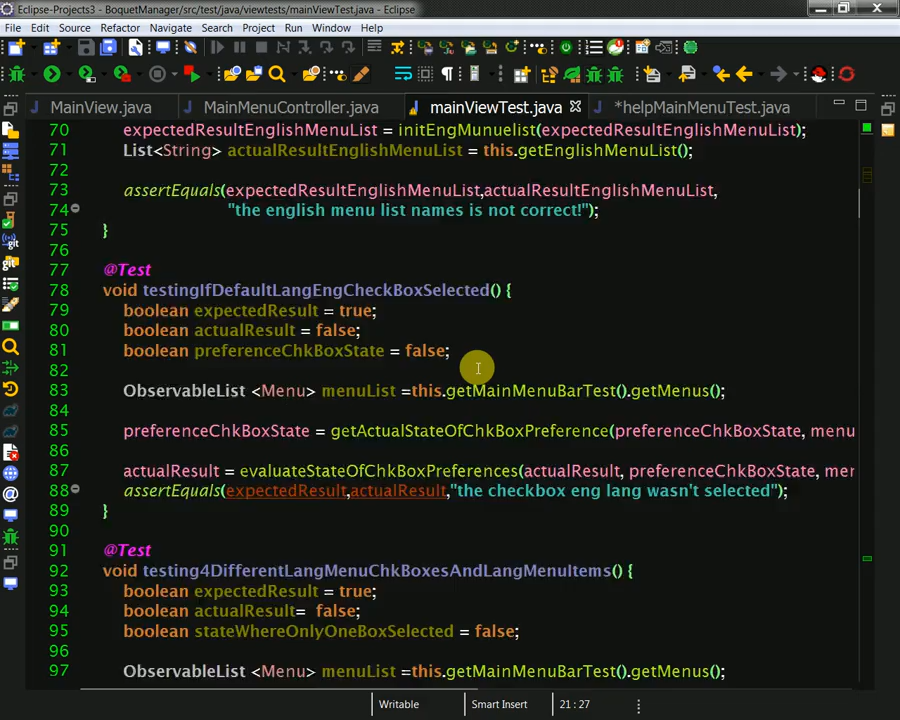 Eclipse-Projects3 - BoquetManager/src/test/java/viewtests/mainViewTest.java - Eclipse
File Edit Source Refactor Navigate Search Project Run Window Help
MainView.java MainMenuController.java mainViewTest.java *helpMainMenuTest.java
70 expectedResultEnglishMenuList = initEngMunuelist(expectedResultEnglishMenuList);
71 List<String> actualResultEnglishMenuList = this.getEnglishMenuList();
72
73 assertEquals(expectedResultEnglishMenuList,actualResultEnglishMenuList,
74 "the english menu list names is not correct!");
75 }
76
77 @Test
78 void testingIfDefaultLangEngCheckBoxSelected() {
79 boolean expectedResult = true;
80 boolean actualResult = false;
81 boolean preferenceChkBoxState = false;
82
83 ObservableList <Menu> menuList =this.getMainMenuBarTest().getMenus();
84
85 preferenceChkBoxState = getActualStateOfChkBoxPreference(preferenceChkBoxState, menu
86
87 actualResult = evaluateStateOfChkBoxPreferences(actualResult, preferenceChkBoxState, mer
88 assertEquals(expectedResult,actualResult,"the checkbox eng lang wasn't selected");
89 }
90
91 @Test
92 void testing4DifferentLangMenuChkBoxesAndLangMenuItems() {
93 boolean expectedResult = true;
94 boolean actualResult= false;
95 boolean stateWhereOnlyOneBoxSelected = false;
96
97 ObservableList <Menu> menuList =this.getMainMenuBarTest().getMenus();
Writable Smart Insert 21 : 27